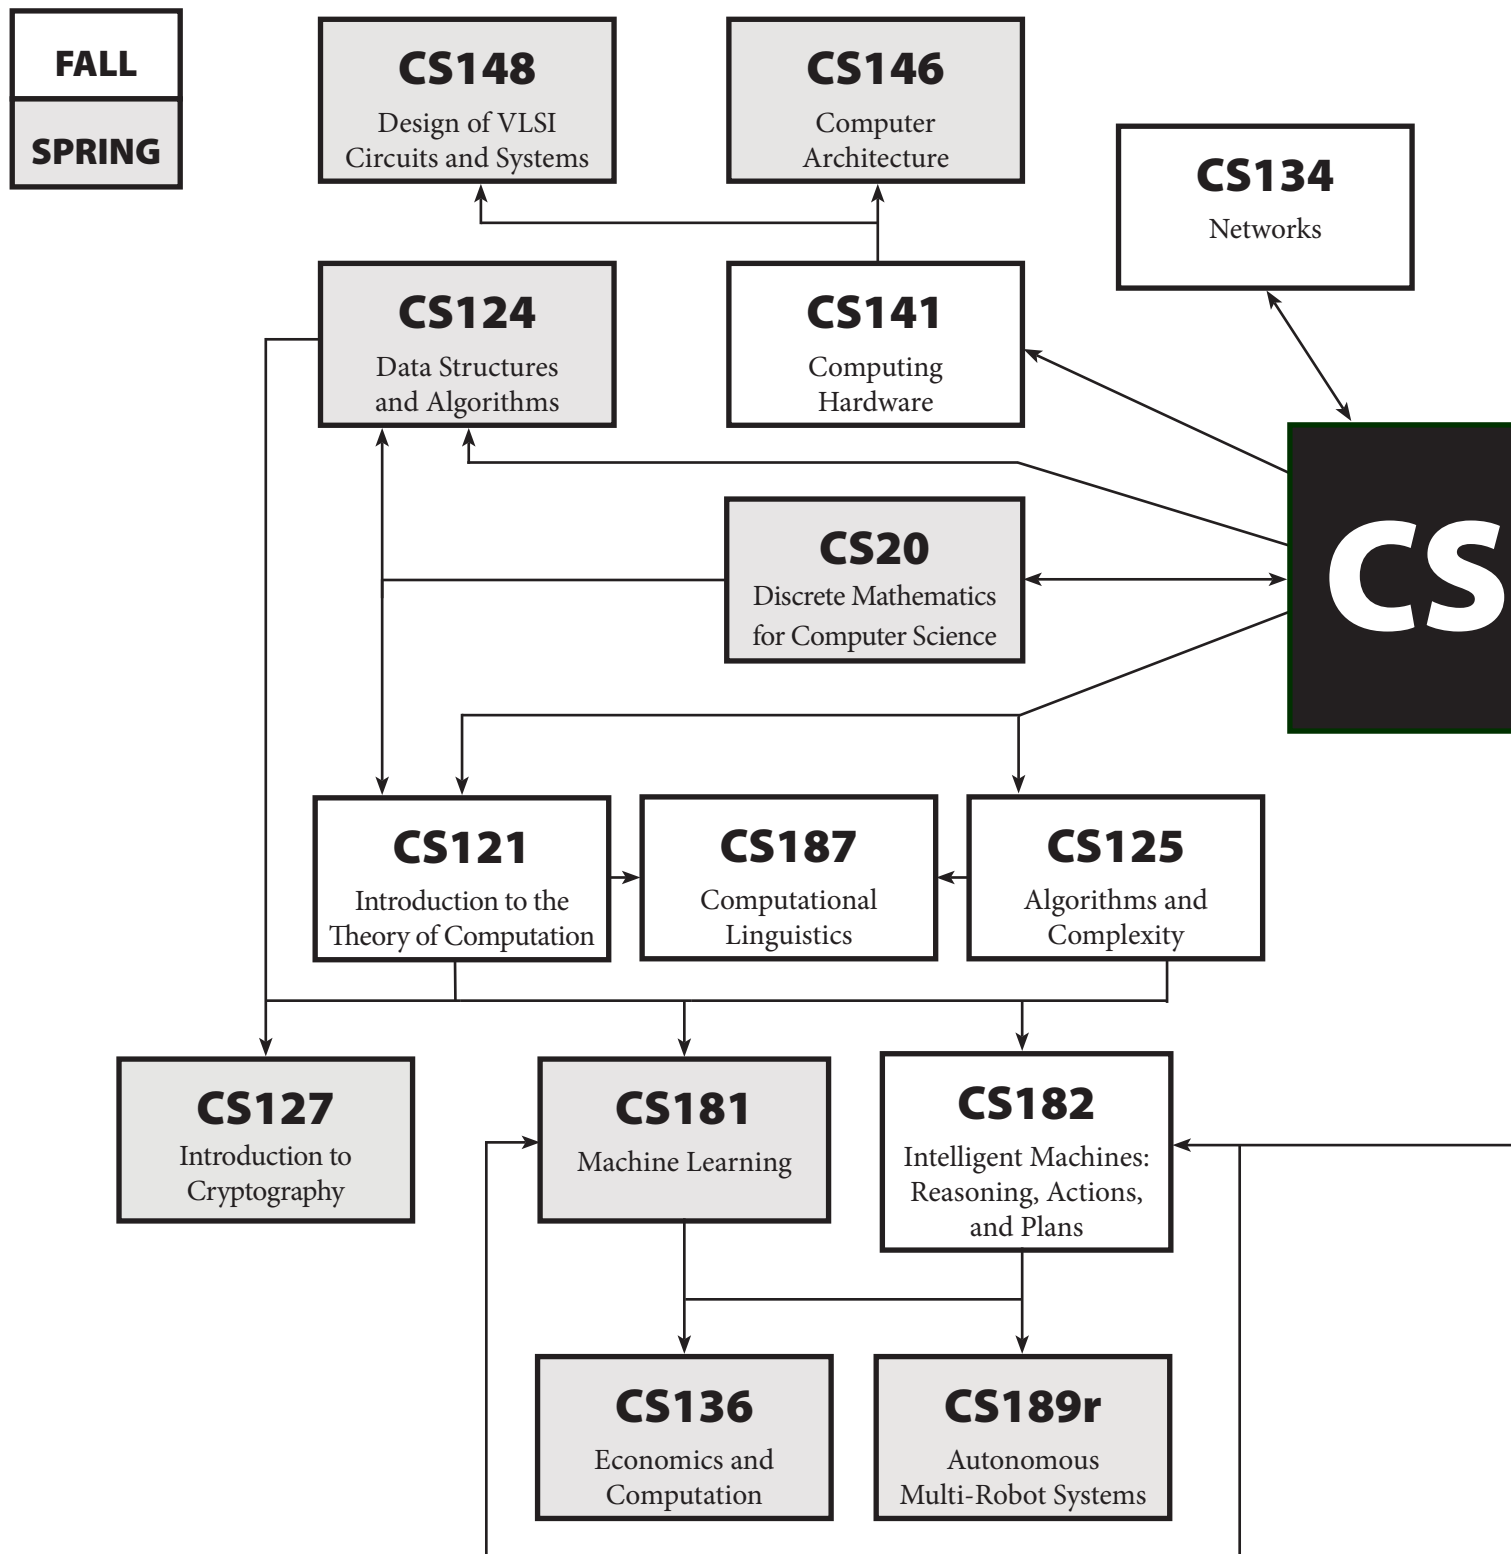 FALL
SPRING
CS148
Design of VLSI
Circuits and Systems
CS146
Computer
Architecture
CS134
Networks
CS124
Data Structures
and Algorithms
CS141
Computing
Hardware
CS20
Discrete Mathematics
for Computer Science
CS
CS121
Introduction to the
Theory of Computation
CS187
Computational
Linguistics
CS125
Algorithms and
Complexity
CS127
Introduction to
Cryptography
CS181
Machine Learning
CS182
Intelligent Machines:
Reasoning, Actions,
and Plans
CS136
Economics and
Computation
CS189r
Autonomous
Multi-Robot Systems